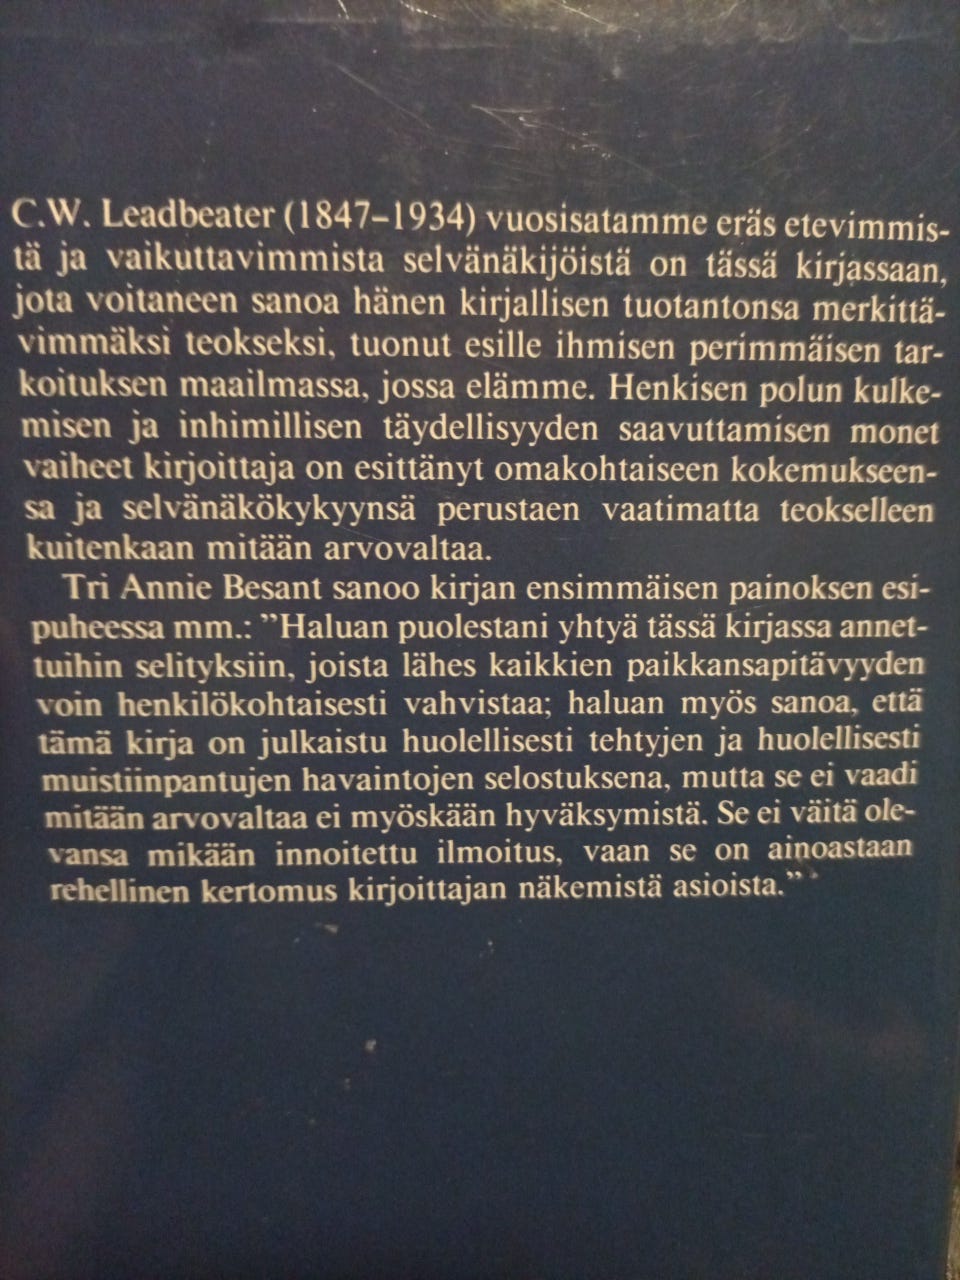 C.W. Leadbeater (1847–1934) vuosisatamme eräs etevimmis-
tä ja vaikuttavimmista selvänäkijöistä on tässä kirjassaan,
jota voitaneen sanoa hänen kirjallisen tuotantonsa merkittä-
vimmäksi teokseksi, tuonut esille ihmisen perimmäisen tar-
koituksen maailmassa, jossa elämme. Henkisen polun kulke-
misen ja inhimillisen täydellisyyden saavuttamisen monet
vaiheet kirjoittaja on esittänyt omakohtaiseen kokemukseen-
sa ja selvänäkökykyynsä perustaen vaatimatta teokselleen
kuitenkaan mitään arvovaltaa.
Tri Annie Besant sanoo kirjan ensimmäisen painoksen esi-
puheessa mm.: ”Haluan puolestani yhtyä tässä kirjassa annet-
tuihin selityksiin, joista lähes kaikkien paikkansapitävyyden
voin henkilökohtaisesti vahvistaa; haluan myös sanoa, että
tämä kirja on julkaistu huolellisesti tehtyjen ja huolellisesti
muistiinpantujen havaintojen selostuksena, mutta se ei vaadi
mitään arvovaltaa ei myöskään hyväksymistä. Se ei väitä ole-
vansa mikään innoitettu ilmoitus, vaan se on ainoastaan
rehellinen kertomus kirjoittajan näkemistä asioista.”